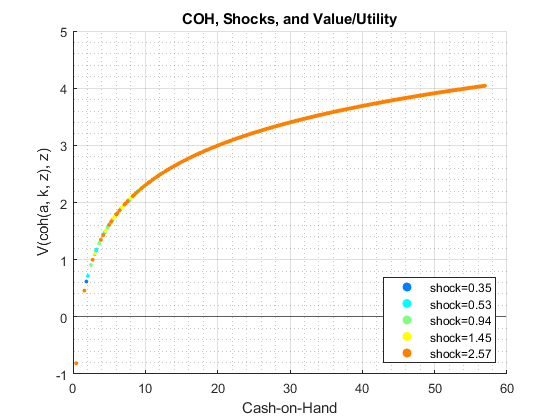 COH, Shocks, and Value/Utility
V(coh(a, k, z), z)
5
4
3
2
1
0
-1
shock=0.35
shock=0.53
shock=0.94
shock=1.45
shock=2.57
0 10 20 30 40 50 60
Cash-on-Hand